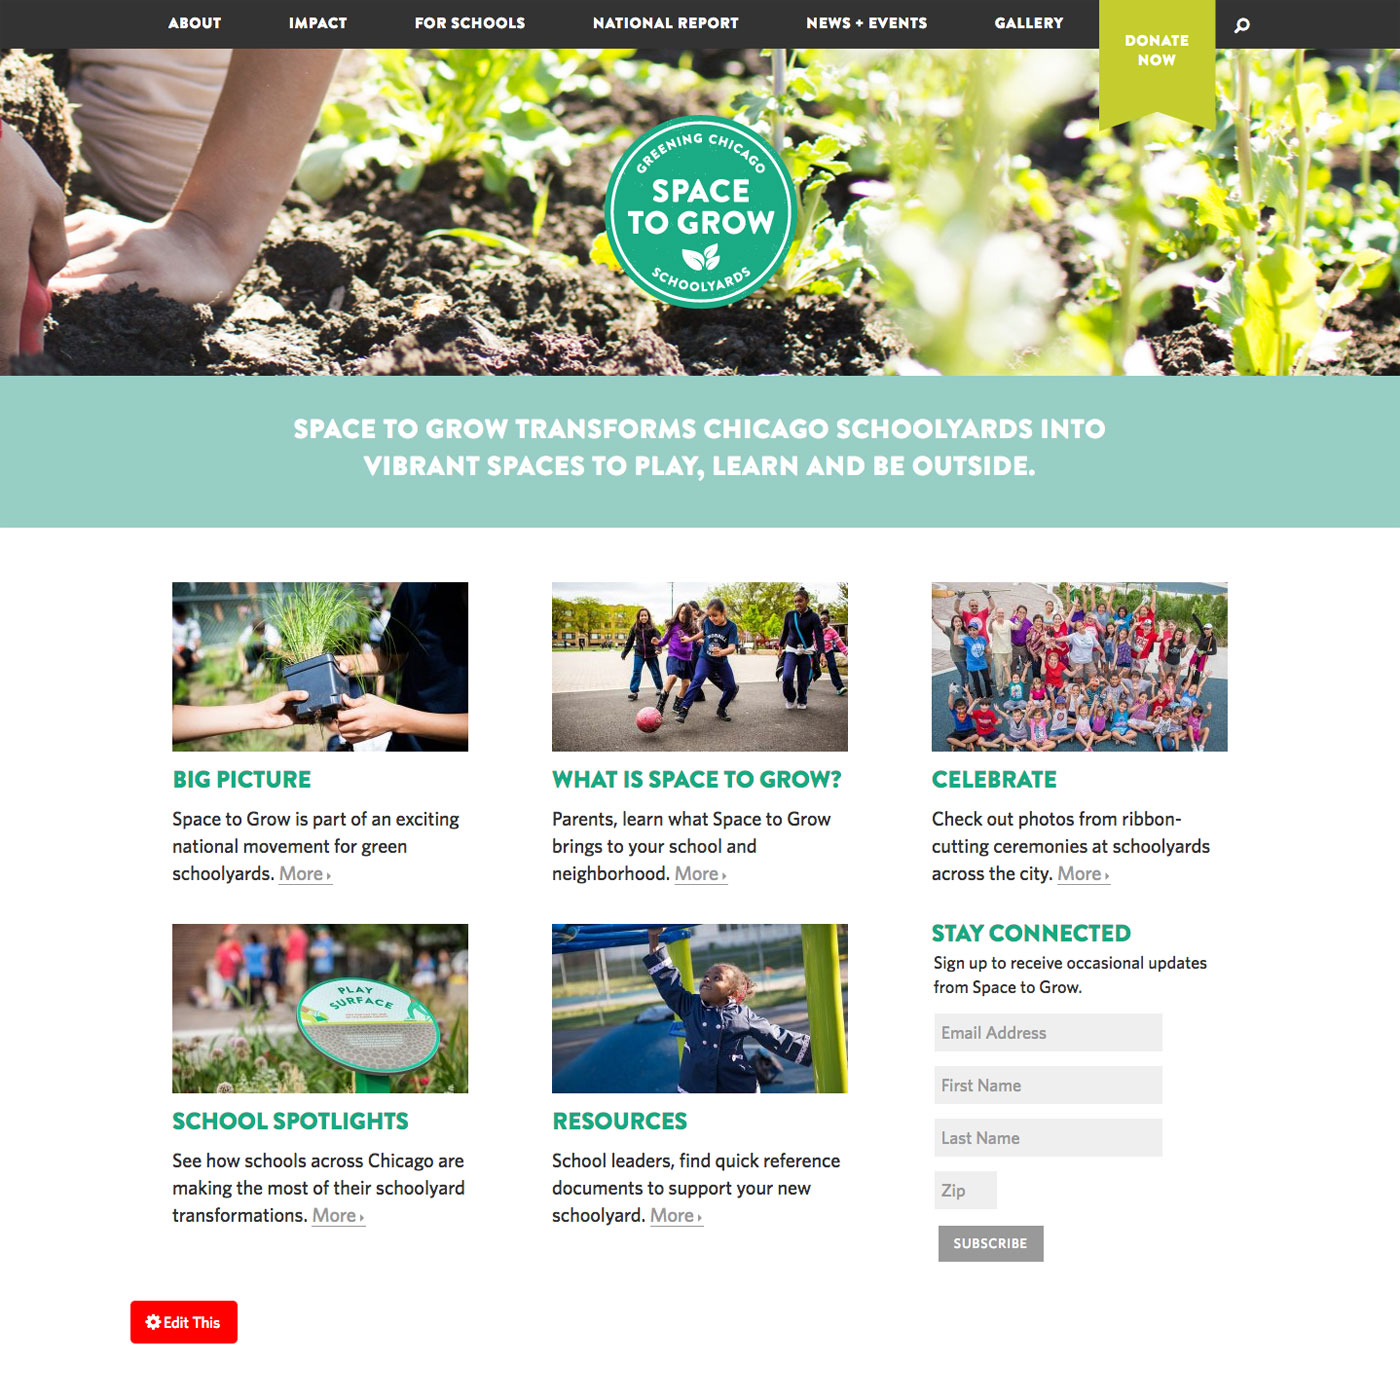 ABOUT
IMPACT
FOR SCHOOLS
NATIONAL REPORT
NEWS + EVENTS
GALLERY
DONATE
NOW
GREENING CHICAGO
SPACE
TO GROW
SCHOOLYARDS
SPACE TO GROW TRANSFORMS CHICAGO SCHOOLYARDS INTO
VIBRANT SPACES TO PLAY, LEARN AND BE OUTSIDE.
BIG PICTURE
Space to Grow is part of an exciting
national movement for green
schoolyards. More
WHAT IS SPACE TO GROW?
Parents, learn what Space to Grow
brings to your school and
neighborhood. More
CELEBRATE
Check out photos from ribbon-
cutting ceremonies at schoolyards
across the city. More
PLAY
SURFACE
SCHOOL SPOTLIGHTS
See how schools across Chicago are
making the most of their schoolyard
transformations. More
RESOURCES
School leaders, find quick reference
documents to support your new
schoolyard. More
STAY CONNECTED
Sign up to receive occasional updates
from Space to Grow.
Email Address
First Name
Last Name
Zip
SUBSCRIBE
Edit This